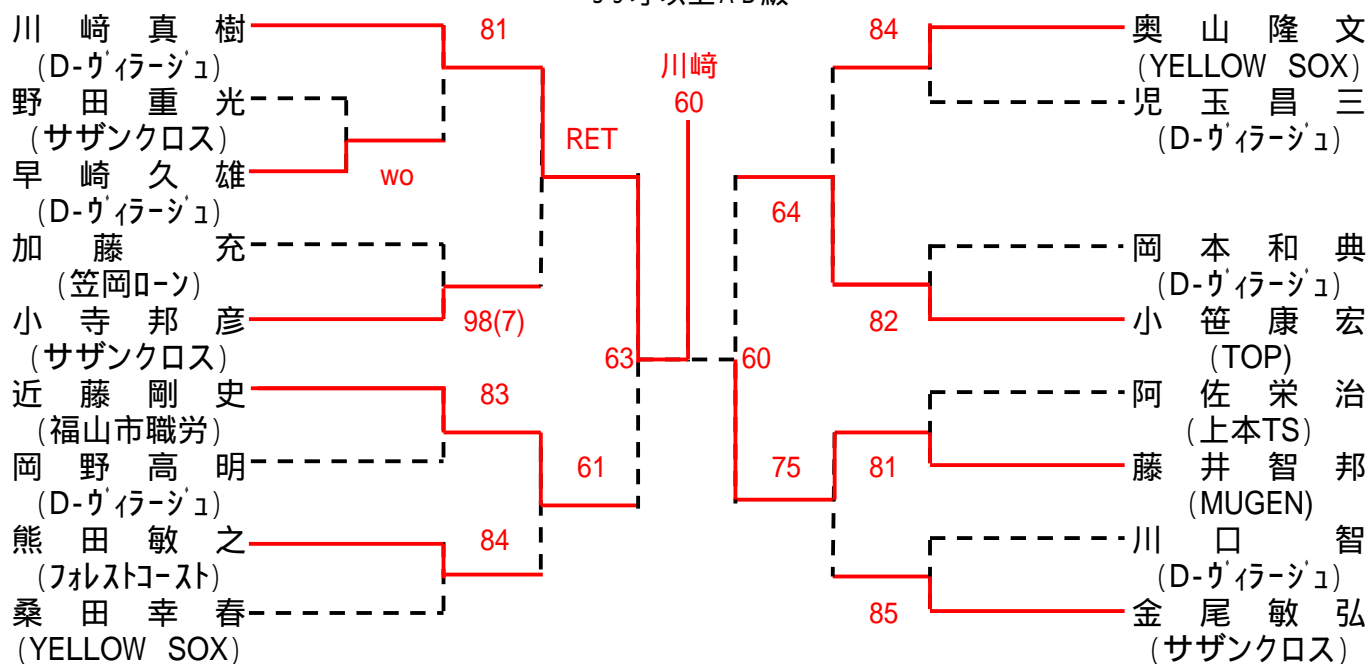 川 﨑 真 樹
(D-ヴィラージュ)
野 田 重 光
(サザンクロス)
早 崎 久 雄
(D-ヴィラージュ)
加 藤 充
(笠岡ローン)
小 寺 邦 彦
(サザンクロス)
近 藤 剛 史
(福山市職労)
岡 野 高 明
(D-ヴィラージュ)
熊 田 敏 之
(フォレストコースト)
桑 田 幸 春
(YELLOW SOX)
81
wo
98(7)
83
84
RET
61
63
川﨑
60
60
64
75
84
82
81
85
奥 山 隆 文
(YELLOW SOX)
児 玉 昌 三
(D-ヴィラージュ)
岡 本 和 典
(D-ヴィラージュ)
小 笹 康 宏
(TOP)
阿 佐 栄 治
(上本TS)
藤 井 智 邦
(MUGEN)
川 口 智
(D-ヴィラージュ)
金 尾 敏 弘
(サザンクロス)